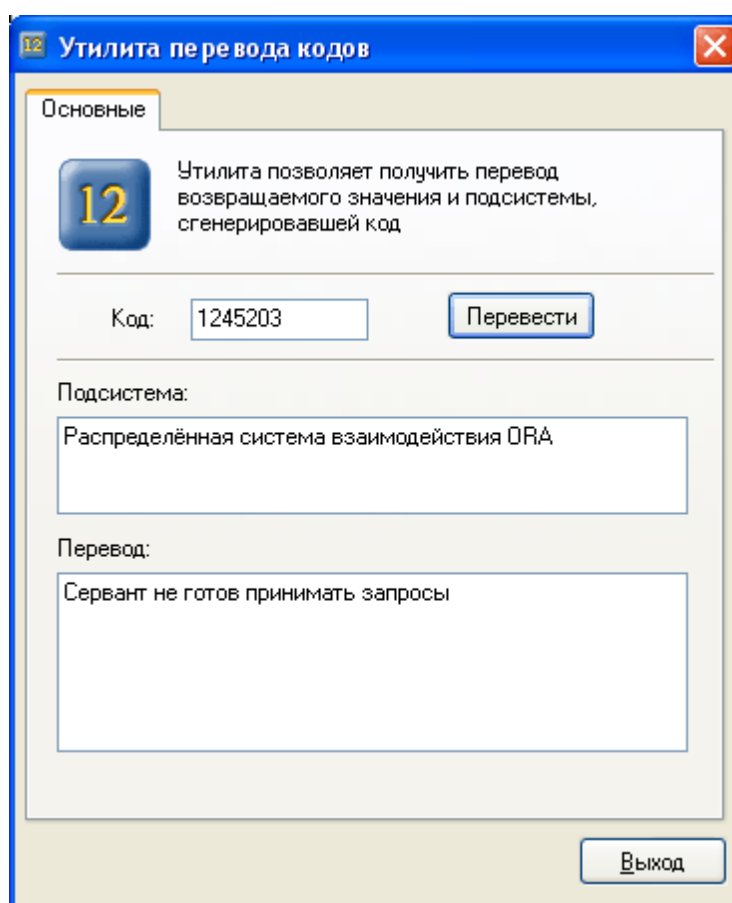 12 Утилита перевода кодов
Основные
12
Утилита позволяет получить перевод
возвращаемого значения и подсистемы,
сгенерировавшей код
Код: 1245203 Перевести
Подсистема:
Распределённая система взаимодействия ORA
Перевод:
Сервант не готов принимать запросы
Выход